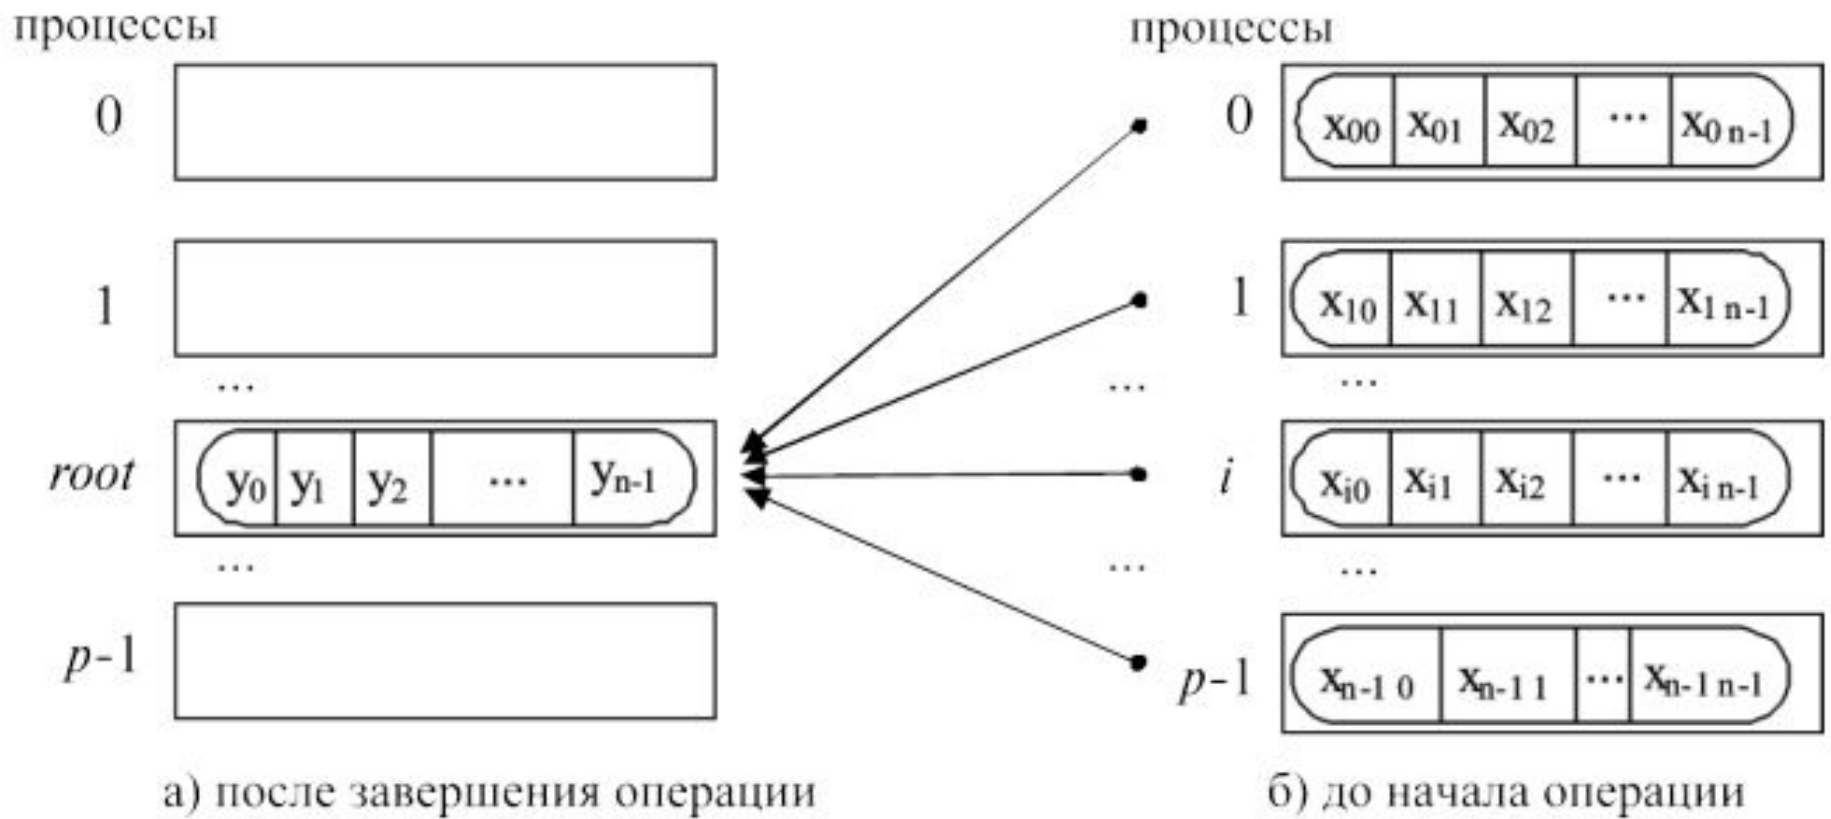 процессы
0
1
...
root y0 y1 y2 ... yn-1
...
p-1
а) после завершения операции
...
...
процессы
0 x00 x01 x02 ... x0 n-1
1 x10 x11 x12 ... x1 n-1
...
i xi0 xi1 xi2 ... xi n-1
...
p-1 xn-1 0 xn-1 1 ... xn-1 n-1
б) до начала операции